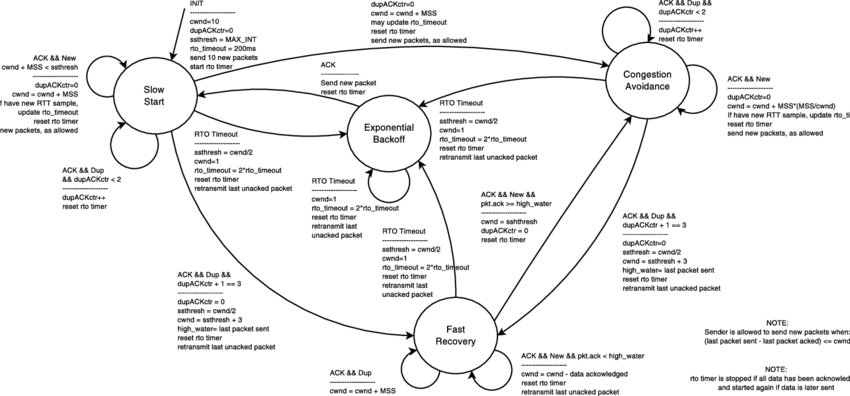 INIT
--------------------
cwnd=10
dupACKctr=0
ssthresh = MAX_INT
rto_timeout = 200ms
send 10 new packets
start rto timer
dupACKctr=0
cwnd = cwnd + MSS
may update rto_timeout
reset rto timer
send new packets, as allowed
ACK && Dup &&
dupACKctr < 2
--------------------
dupACKctr++
reset rto timer
ACK && New
cwnd + MSS < ssthresh
--------------------
dupACKctr=0
cwnd = cwnd + MSS
f have new RTT sample,
update rto_timeout
reset rto timer
new packets, as allowed
Slow
Start
ACK
-----------------
Send new packet
reset rto timer
Congestion
Avoidance
ACK && New
--------------------
dupACKctr=0
cwnd = cwnd + MSS*(MSS/cwnd)
if have new RTT sample, update rto_ti
reset rto timer
send new packets, as allowed
Exponential
Backoff
RTO Timeout
--------------------
ssthresh = cwnd/2
cwnd=1
rto_timeout = 2*rto_timeout
reset rto timer
retransmit last unacked packet
RTO Timeout
--------------------
ssthresh = cwnd/2
cwnd=1
rto_timeout = 2*rto_timeout
reset rto timer
retransmit last unacked packet
ACK && Dup
&& dupACKctr < 2
--------------------
dupACKctr++
reset rto timer
RTO Timeout
--------------------
cwnd=1
rto_timeout = 2*rto_timeout
reset rto timer
retransmit last
unacked packet
ACK && New &&
pkt.ack >= high_water
--------------------
cwnd = sshthresh
dupACKctr = 0
reset rto timer
RTO Timeout
--------------------
ssthresh = cwnd/2
cwnd=1
rto_timeout = 2*rto_timeout
reset rto timer
retransmit last
unacked packet
ACK && Dup &&
dupACKctr + 1 == 3
--------------------
dupACKctr=0
ssthresh = cwnd/2
cwnd = ssthresh + 3
high_water= last packet sent
reset rto timer
retransmit last unacked packet
ACK && Dup &&
dupACKctr + 1 == 3
--------------------
dupACKctr = 0
ssthresh = cwnd/2
cwnd = ssthresh + 3
high_water= last packet sent
reset rto timer
retransmit last unacked packet
Fast
Recovery
ACK && Dup
--------------------
cwnd = cwnd + MSS
ACK && New && pkt.ack < high_water
--------------------
cwnd = cwnd - data ackowledged
reset rto timer
retransmit last unacked packet
NOTE:
Sender is allowed to send new packets when:
(last packet sent - last packet acked) <= cwnd
NOTE:
rto timer is stopped if all data has been acknowled
and started again if data is later sent